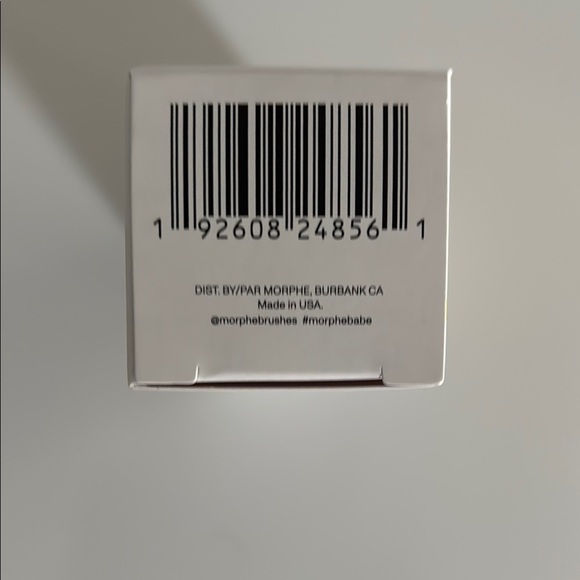 1 92608 24856 1
DIST. BY/PAR MORPHE, BURBANK CA
Made in USA.
@morphebrushes #morphebabe